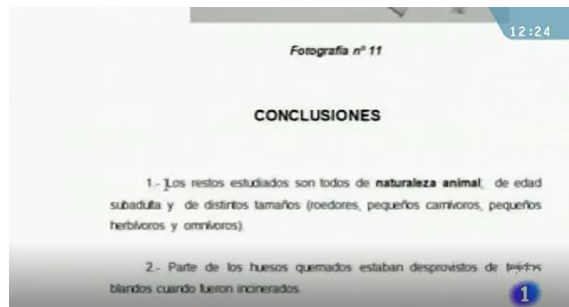 12:24
Fotografía nº 11
CONCLUSIONES
1.- Los restos estudiados son todos de naturaleza animal, de edad
subadulta y de distintos tamaños (roedores, pequeños carnívoros, pequeños
herbívoros y omnívoros).
2.- Parte de los huesos quemados estaban desprovistos de tejidos
blandos cuando fueron incinerados.
1